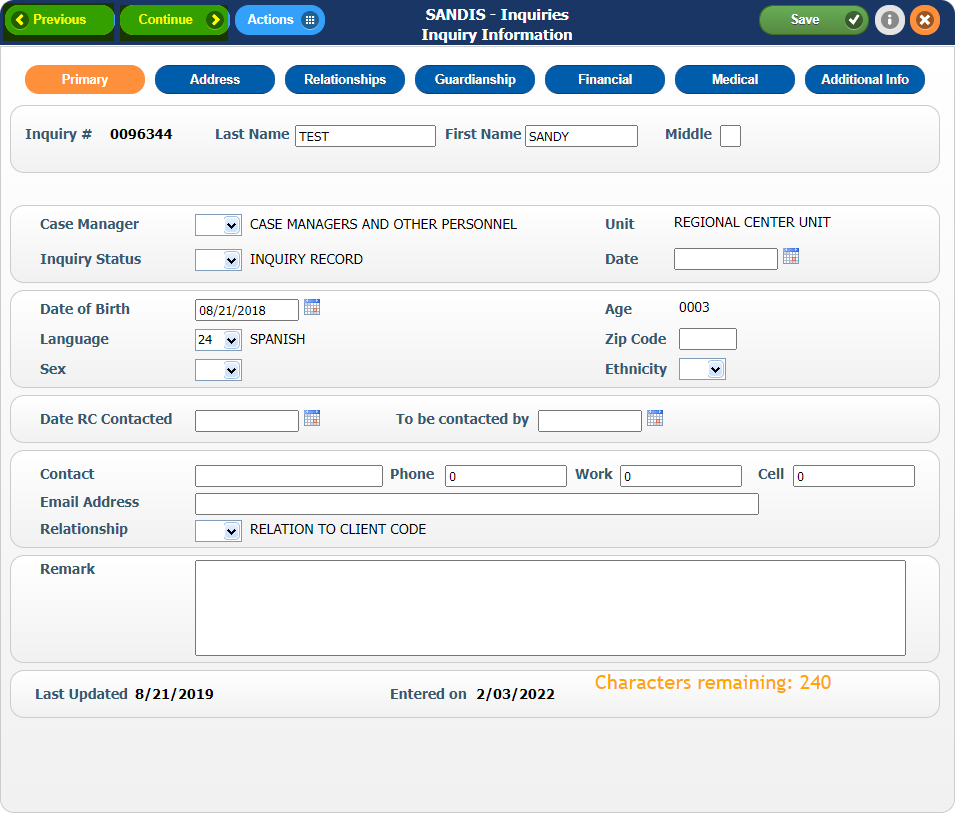 Previous Continue Actions SANDIS - Inquiries Save
Inquiry Information
Primary Address Relationships Guardianship Financial Medical Additional Info
Inquiry # 0096344 Last Name TEST First Name SANDY Middle
Case Manager CASE MANAGERS AND OTHER PERSONNEL Unit REGIONAL CENTER UNIT
Inquiry Status INQUIRY RECORD Date
Date of Birth 08/21/2018 Age 0003
Language 24 SPANISH Zip Code
Sex Ethnicity
Date RC Contacted To be contacted by
Contact Phone 0 Work 0 Cell 0
Email Address
Relationship RELATION TO CLIENT CODE
Remark
Characters remaining: 240
Last Updated 8/21/2019 Entered on 2/03/2022